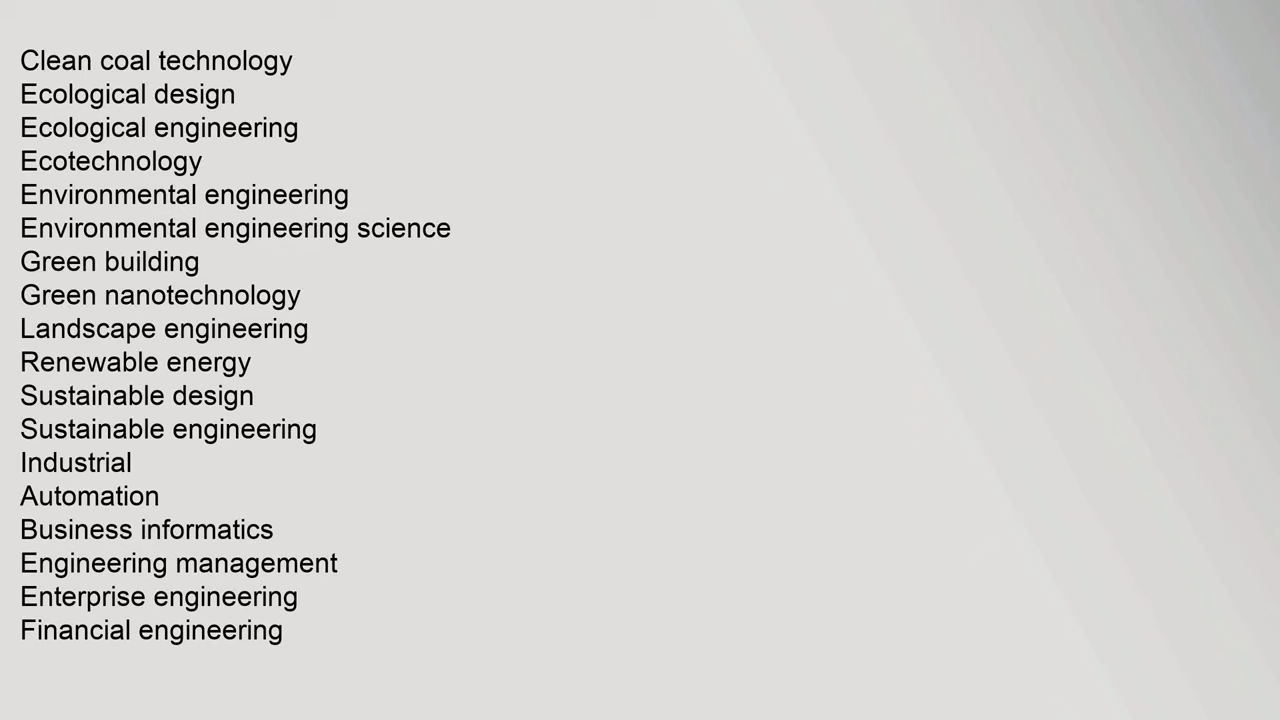 Clean coal technology
Ecological design
Ecological engineering
Ecotechnology
Environmental engineering
Environmental engineering science
Green building
Green nanotechnology
Landscape engineering
Renewable energy
Sustainable design
Sustainable engineering
Industrial
Automation
Business informatics
Engineering management
Enterprise engineering
Financial engineering